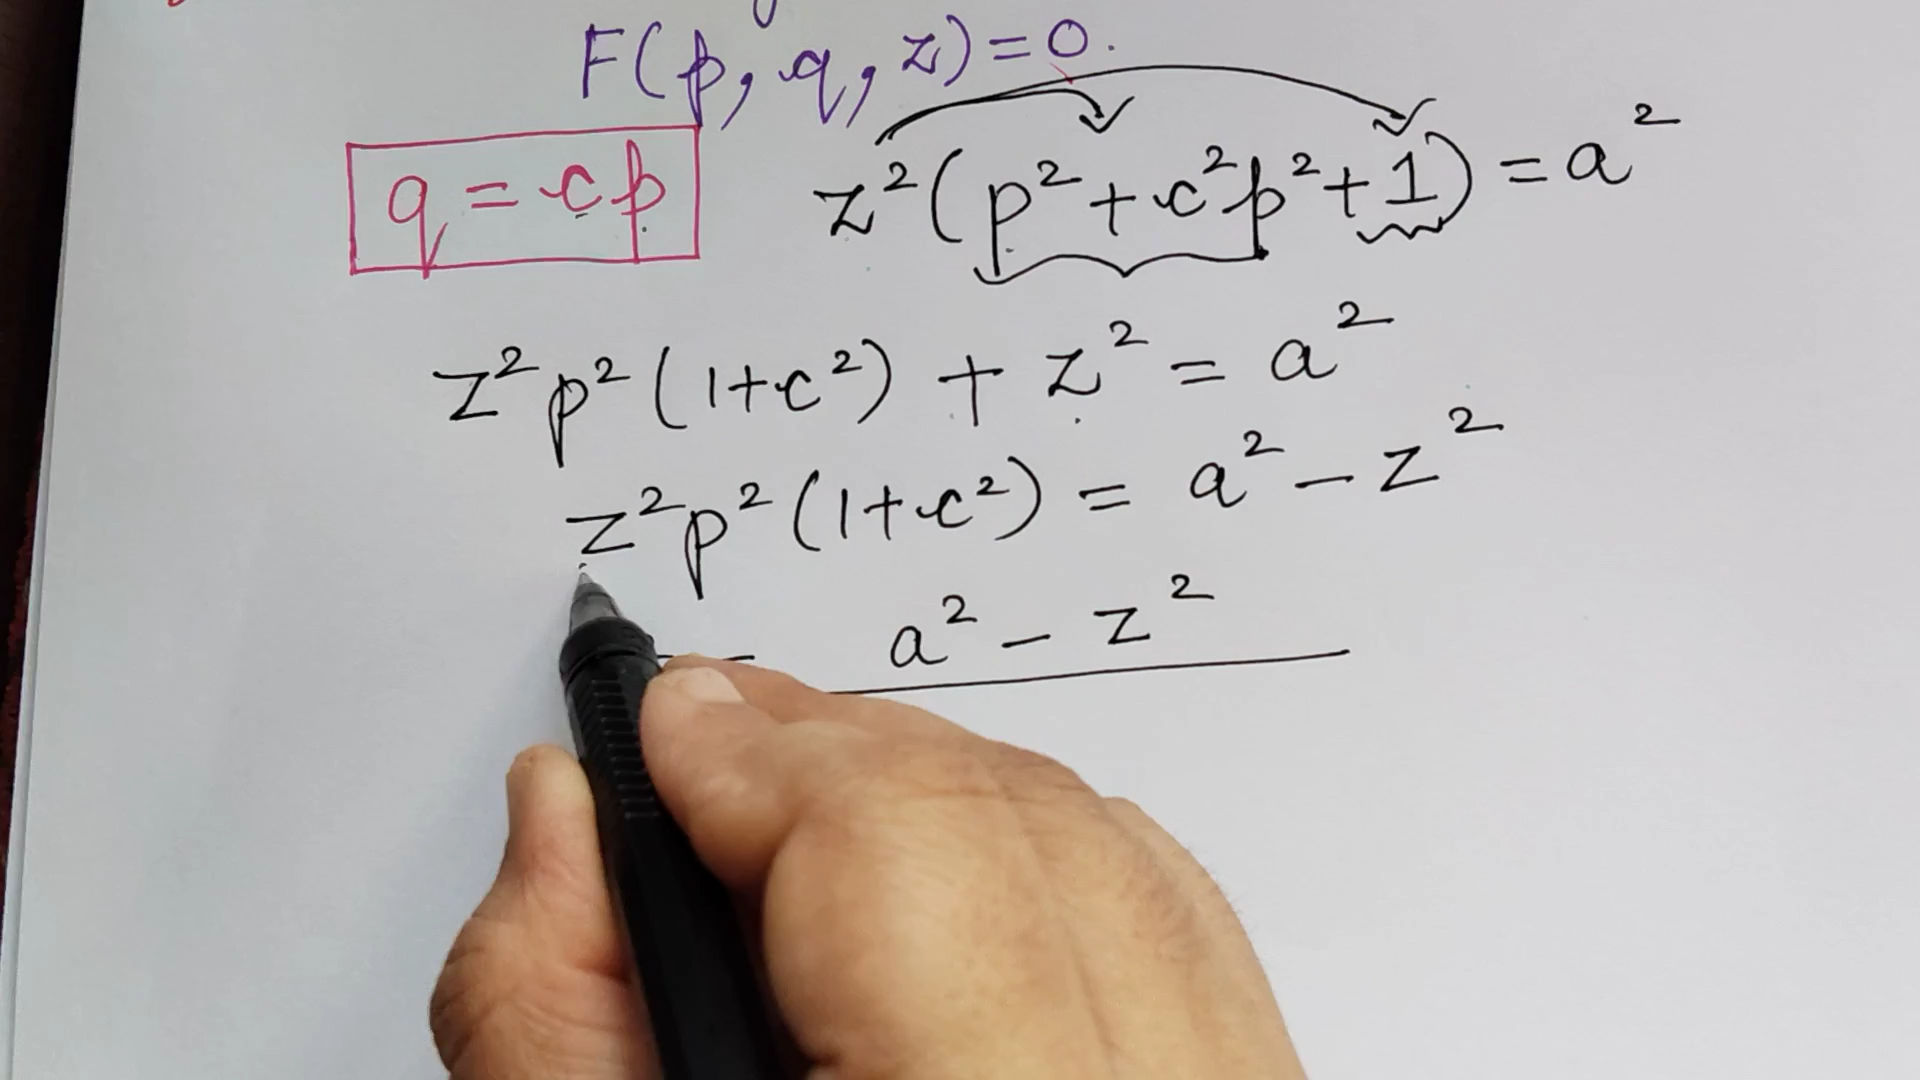 F(p, q, z) = 0.
q = cp
z²(p² + c²p² + 1) = a²
z²p²(1+c²) + z² = a²
z²p²(1+c²) = a² − z²
a² − z²